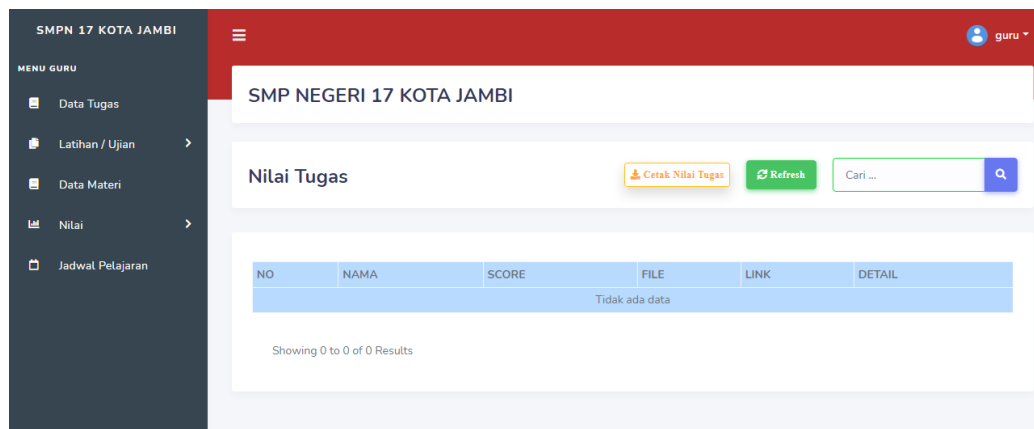 SMPN 17 KOTA JAMBI
guru
MENU GURU
Data Tugas
Latihan / Ujian
Data Materi
Nilai
Jadwal Pelajaran
SMP NEGERI 17 KOTA JAMBI
Nilai Tugas
Cetak Nilai Tugas
Refresh
Cari ...
NO NAMA SCORE FILE LINK DETAIL
Tidak ada data
Showing 0 to 0 of 0 Results